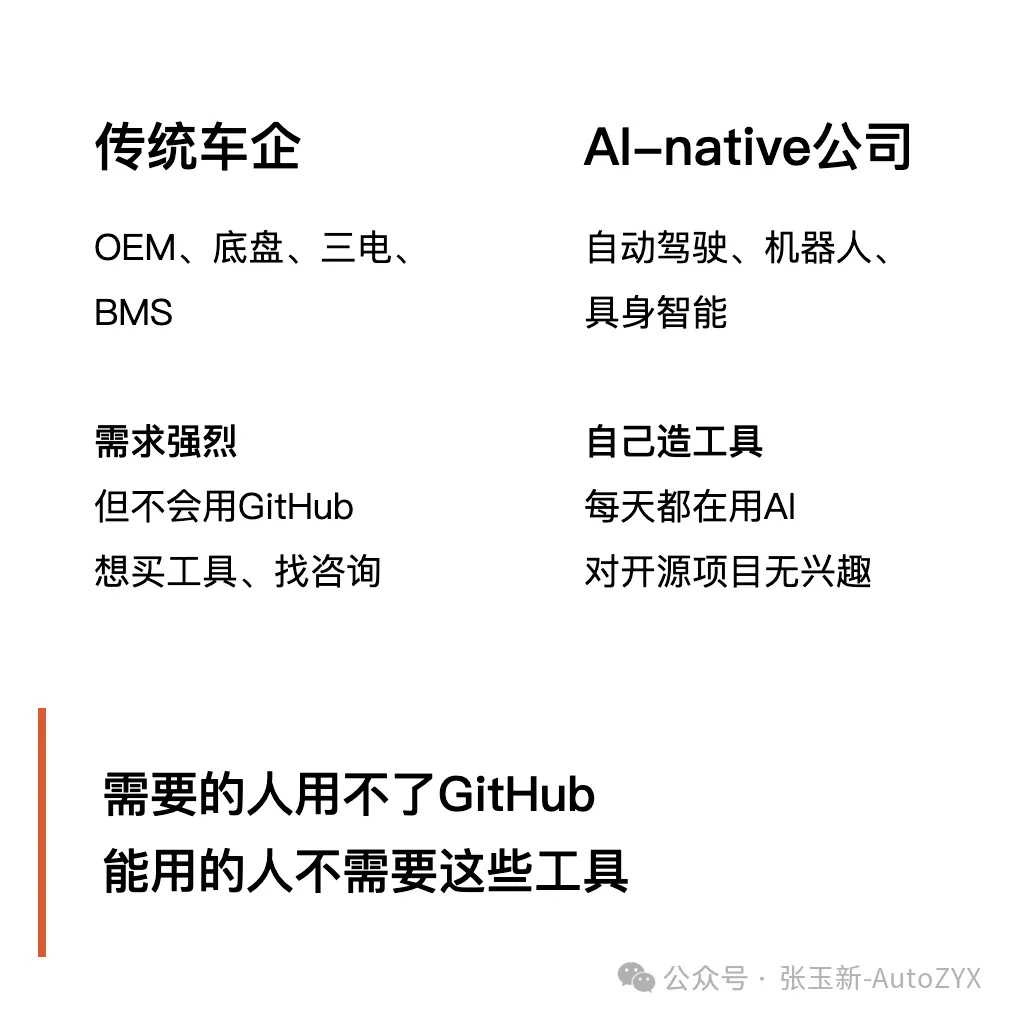 传统车企
OEM、底盘、三电、
BMS
需求强烈
但不会用GitHub
想买工具、找咨询
AI-native公司
自动驾驶、机器人、
具身智能
自己造工具
每天都在用AI
对开源项目无兴趣
需要的人用不了GitHub
能用的人不需要这些工具
公众号 · 张玉新-AutoZYX